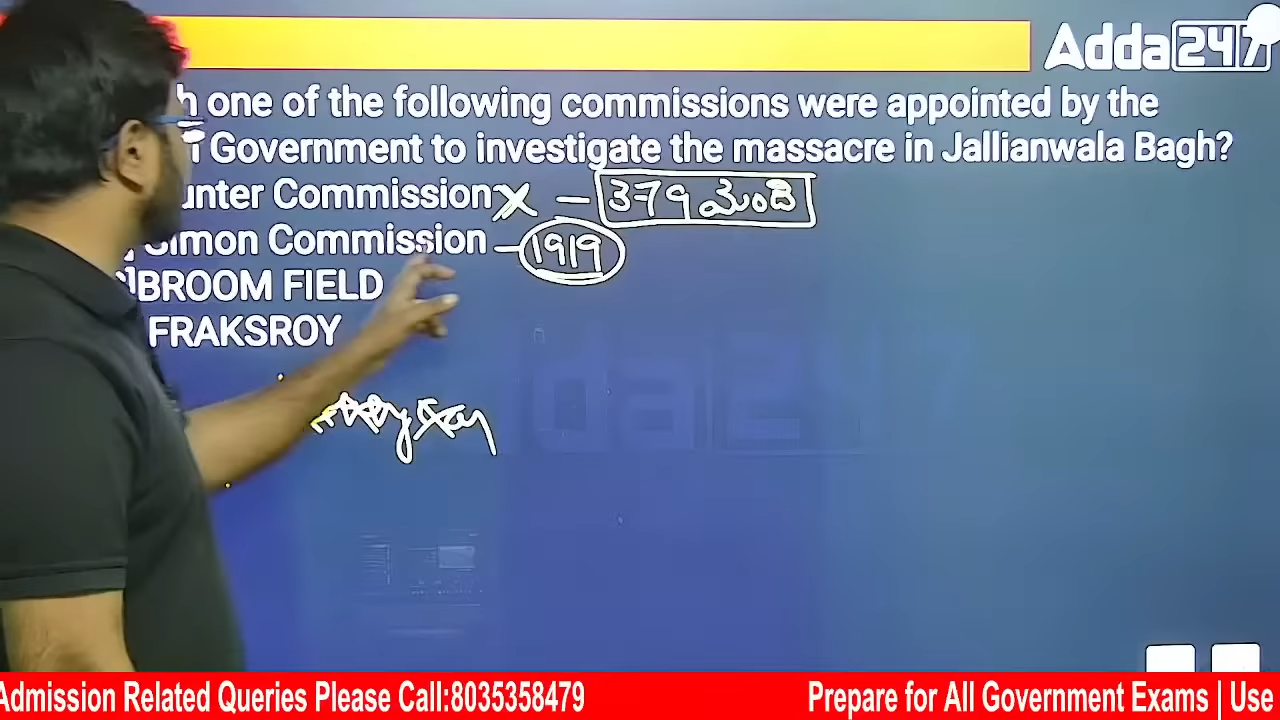 Adda247
h one of the following commissions were appointed by the
Government to investigate the massacre in Jallianwala Bagh?
unter Commission X – 379 మంది
Simon Commission – 1919
BROOM FIELD
FRAKSROY
Admission Related Queries Please Call:8035358479
Prepare for All Government Exams | Use